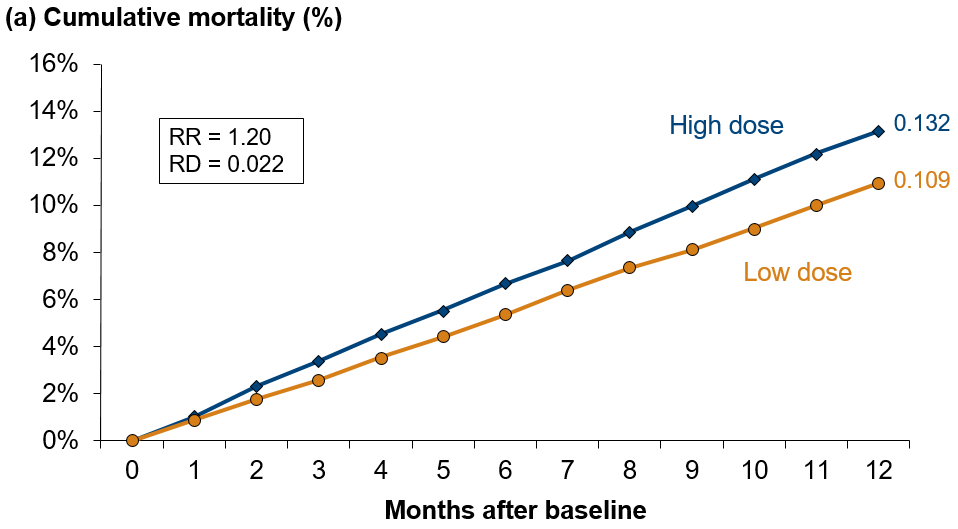 (a) Cumulative mortality (%)
16%
14%
12%
10%
8%
6%
4%
2%
0%
RR = 1.20
RD = 0.022
High dose
0.132
0.109
Low dose
0 1 2 3 4 5 6 7 8 9 10 11 12
Months after baseline